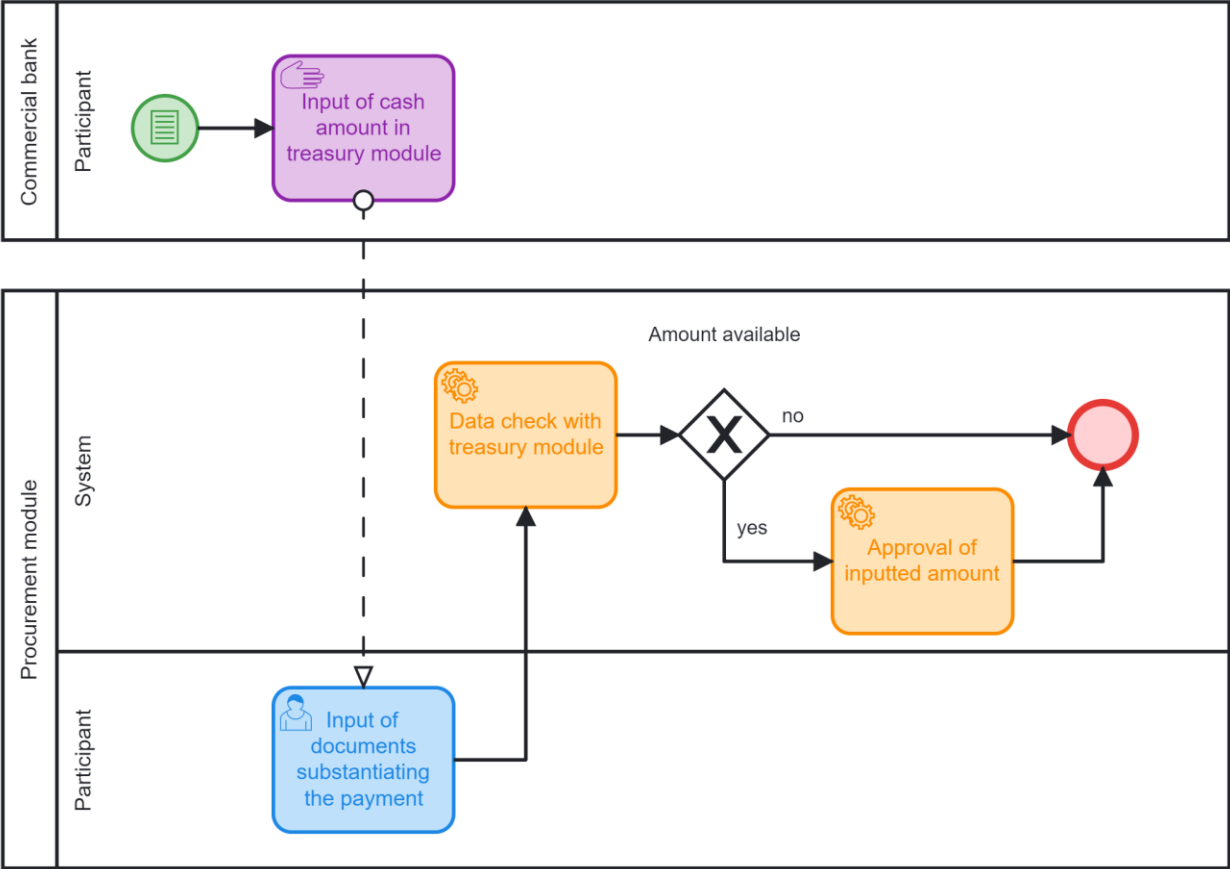 Commercial bank
Participant
Input of cash
amount in
treasury module
Procurement module
System
Amount available
Data check with
treasury module
X
no
yes
Approval of
inputted amount
Participant
Input of
documents
substantiating
the payment